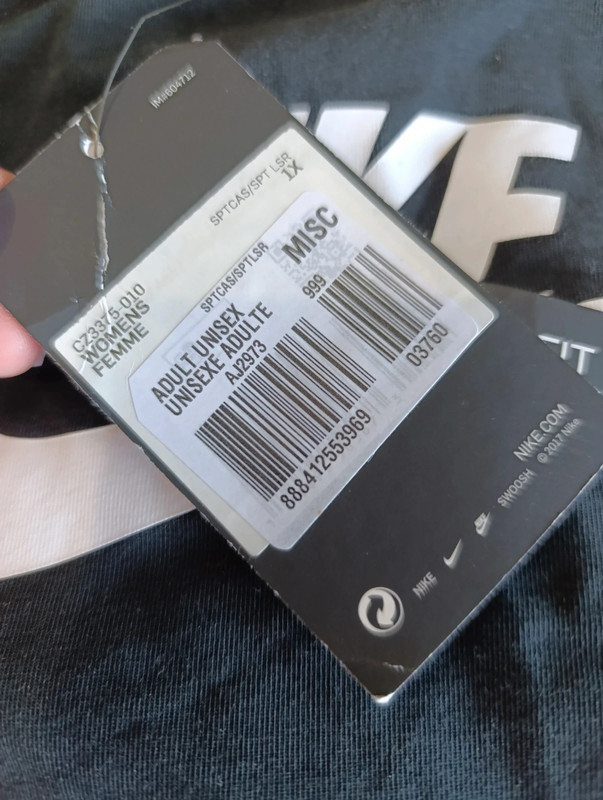 IM#604712
SPTCAS/SPT LSR
1X
CZ3375-010
WOMENS
FEMME
SPTCAS/SPTLSR
MISC
ADULT UNISEX
UNISEXE ADULTE
AJ2973
999
888412553969
03760
NIKE.COM
© 2017 Nike
NIKE
SWOOSH